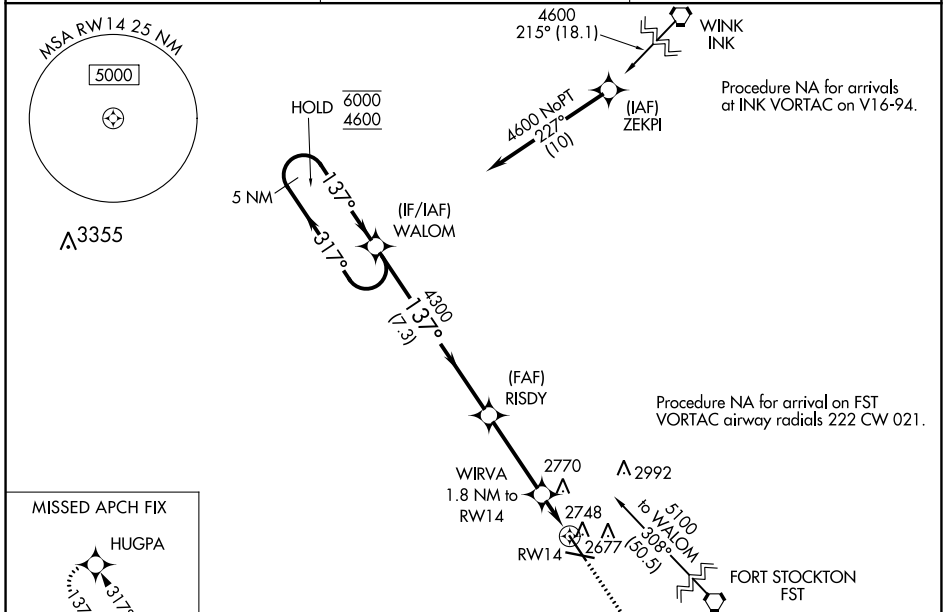 MSA RW14 25 NM
5000
3355
HOLD
6000
4600
5 NM
137°
317°
(IF/IAF)
WALOM
4600
215° (18.1)
WINK
INK
(IAF)
ZEKPI
4600 NoPT
227°
(10)
Procedure NA for arrivals
at INK VORTAC on V16-94.
4300
137°
(7.3)
(FAF)
RISDY
Procedure NA for arrival on FST
VORTAC airway radials 222 CW 021.
WIRVA
1.8 NM to
RW14
2770
2992
2748
2677
RW14
5100
to WALOM
308°
(50.5)
FORT STOCKTON
FST
MISSED APCH FIX
HUGPA
137
317°